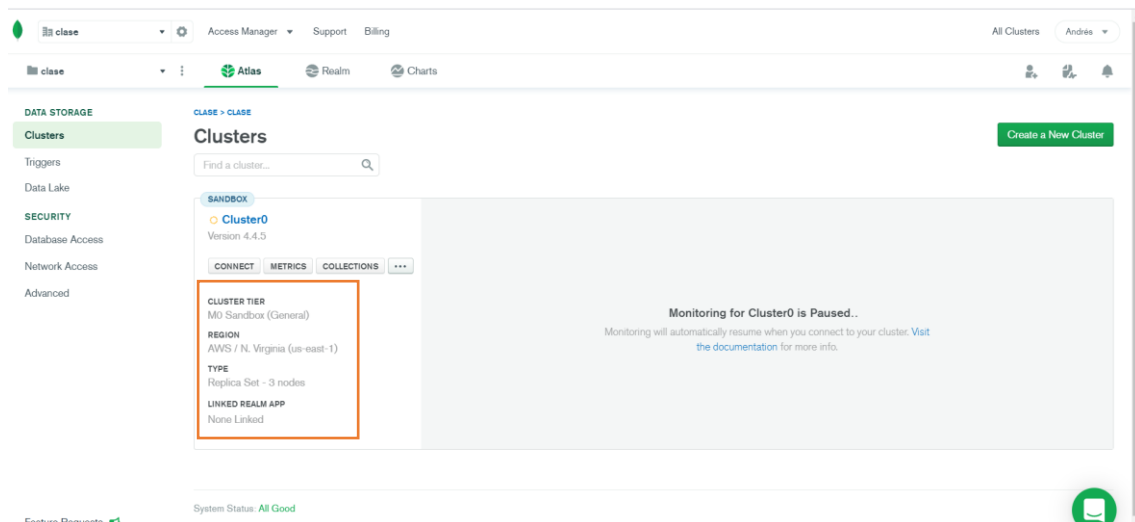 clase
Access Manager
Support
Billing
All Clusters
Andrés
clase
Atlas
Realm
Charts
DATA STORAGE
Clusters
Triggers
Data Lake
SECURITY
Database Access
Network Access
Advanced
Feature Requests
CLASE > CLASE
Clusters
Create a New Cluster
Find a cluster...
SANDBOX
Cluster0
Version 4.4.5
CONNECT
METRICS
COLLECTIONS
...
CLUSTER TIER
M0 Sandbox (General)
REGION
AWS / N. Virginia (us-east-1)
TYPE
Replica Set - 3 nodes
LINKED REALM APP
None Linked
Monitoring for Cluster0 is Paused..
Monitoring will automatically resume when you connect to your cluster. Visit
the documentation for more info.
System Status: All Good